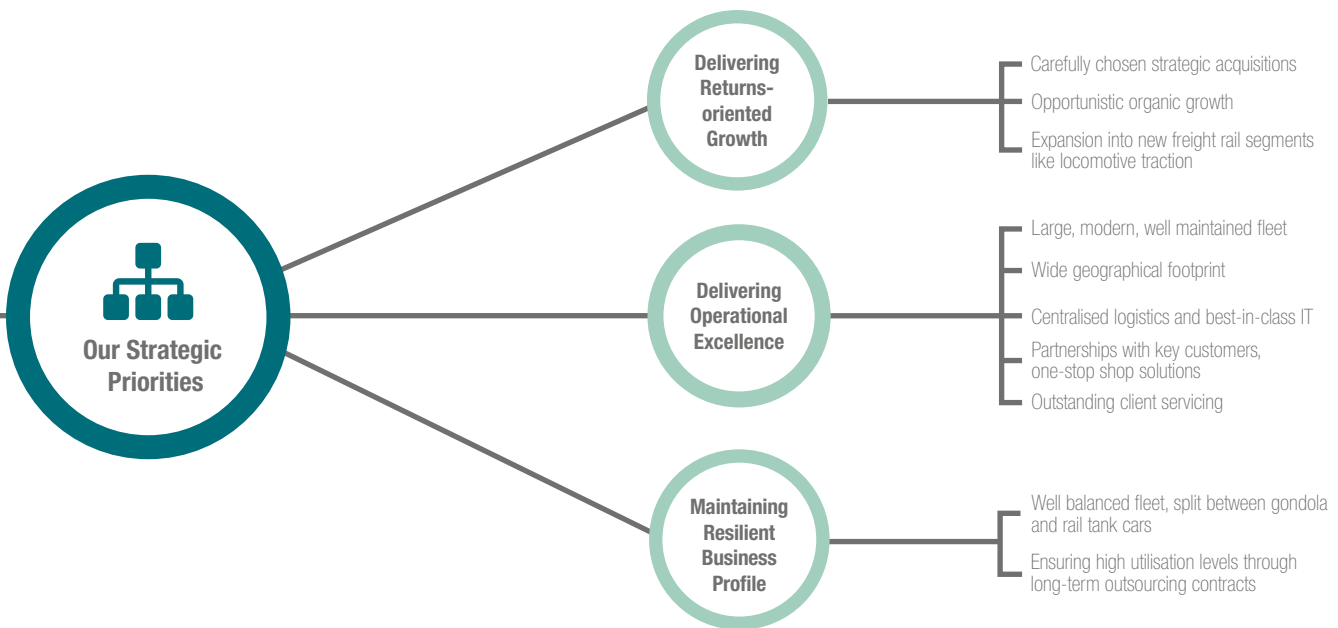 Our Strategic
Priorities
Delivering
Returns-
oriented
Growth
Carefully chosen strategic acquisitions
Opportunistic organic growth
Expansion into new freight rail segments
like locomotive traction
Delivering
Operational
Excellence
Large, modern, well maintained fleet
Wide geographical footprint
Centralised logistics and best-in-class IT
Partnerships with key customers,
one-stop shop solutions
Outstanding client servicing
Maintaining
Resilient
Business
Profile
Well balanced fleet, split between gondola
and rail tank cars
Ensuring high utilisation levels through
long-term outsourcing contracts